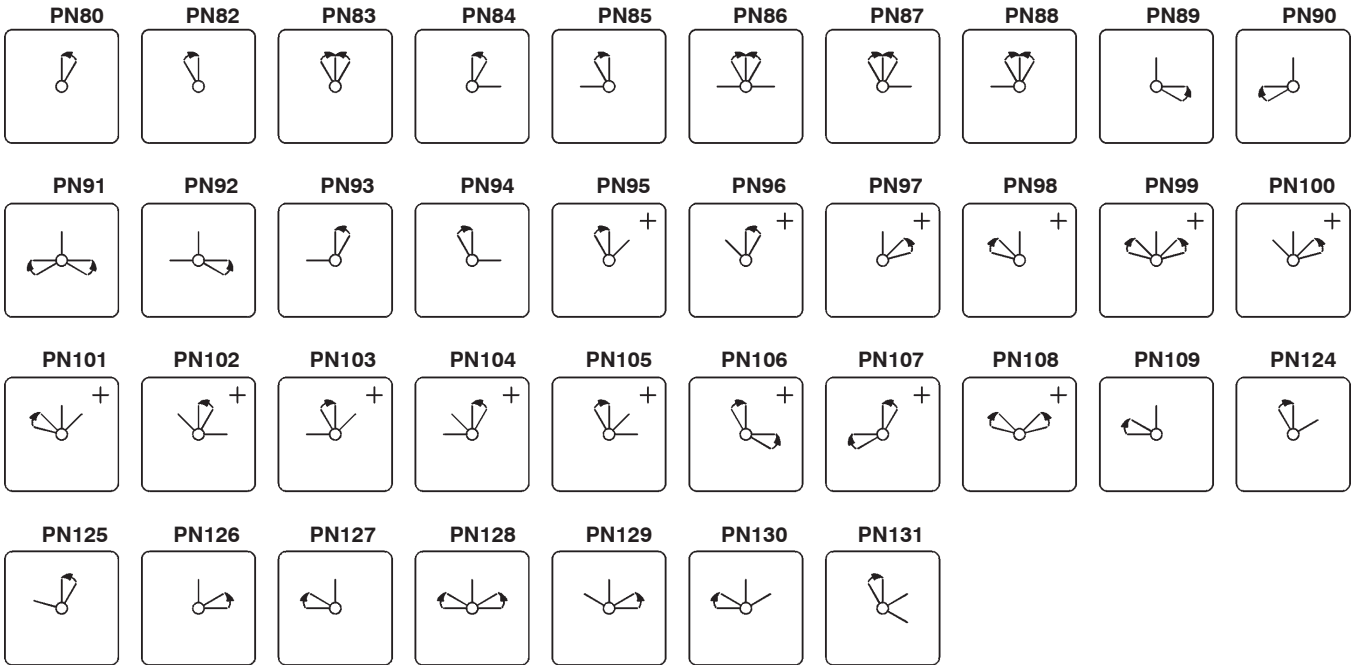 PN80 PN82 PN83 PN84 PN85 PN86 PN87 PN88 PN89 PN90
PN91 PN92 PN93 PN94 PN95 PN96 PN97 PN98 PN99 PN100
+ + + + + +
PN101 PN102 PN103 PN104 PN105 PN106 PN107 PN108 PN109 PN124
+ + + + + + + +
PN125 PN126 PN127 PN128 PN129 PN130 PN131